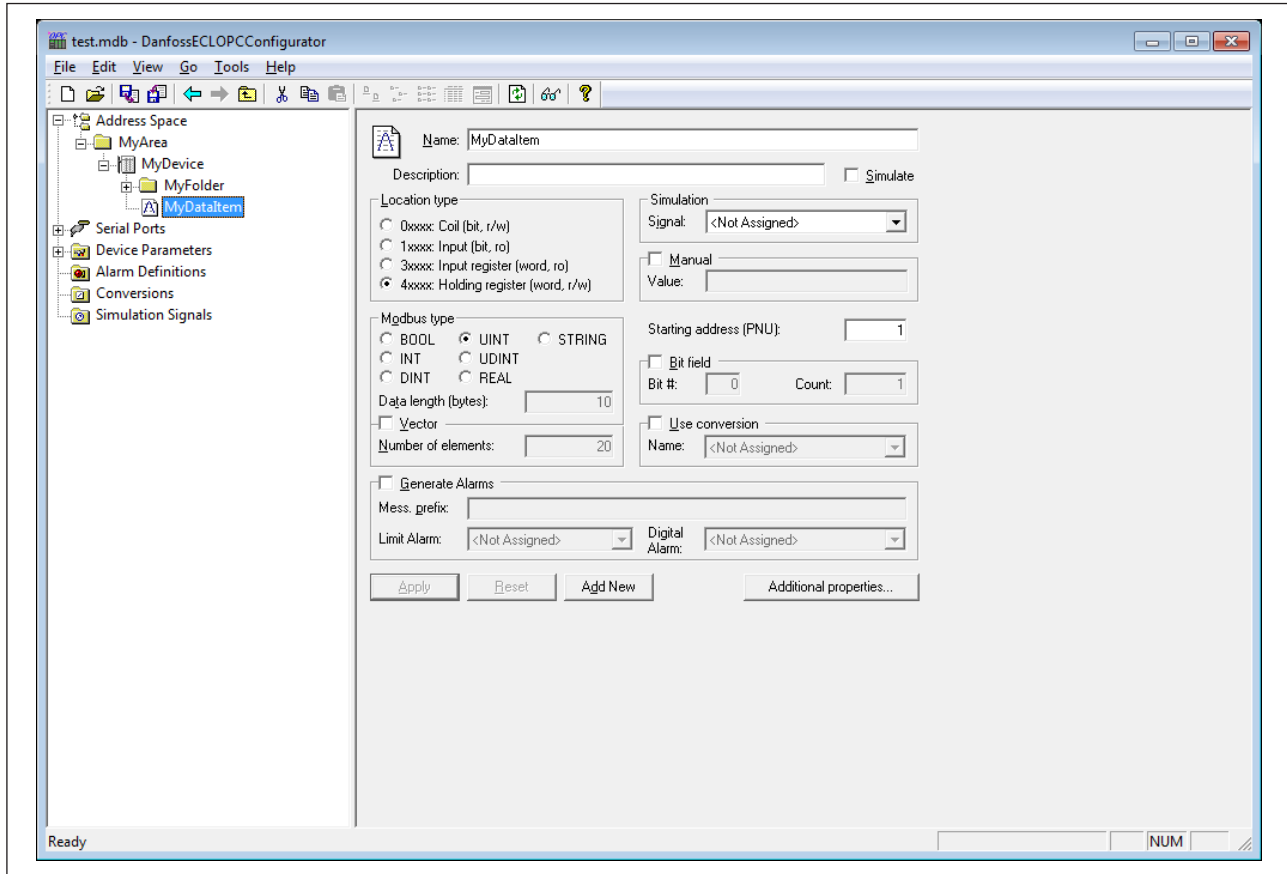 test.mdb - DanfossECLOPCConfigurator
File Edit View Go Tools Help
Address Space
MyArea
MyDevice
MyFolder
MyDataItem
Serial Ports
Device Parameters
Alarm Definitions
Conversions
Simulation Signals
Name: MyDataItem
Description: Simulate
Location type
0xxxx: Coil (bit, r/w)
1xxxx: Input (bit, ro)
3xxxx: Input register (word, ro)
4xxxx: Holding register (word, r/w)
Simulation
Signal: <Not Assigned>
Manual
Value:
Modbus type
BOOL UINT STRING
INT UDINT
DINT REAL
Data length (bytes): 10
Vector
Number of elements: 20
Starting address (PNU): 1
Bit field
Bit #: 0 Count: 1
Use conversion
Name: <Not Assigned>
Generate Alarms
Mess. prefix:
Limit Alarm: <Not Assigned> Digital Alarm: <Not Assigned>
Apply Reset Add New Additional properties...
Ready NUM